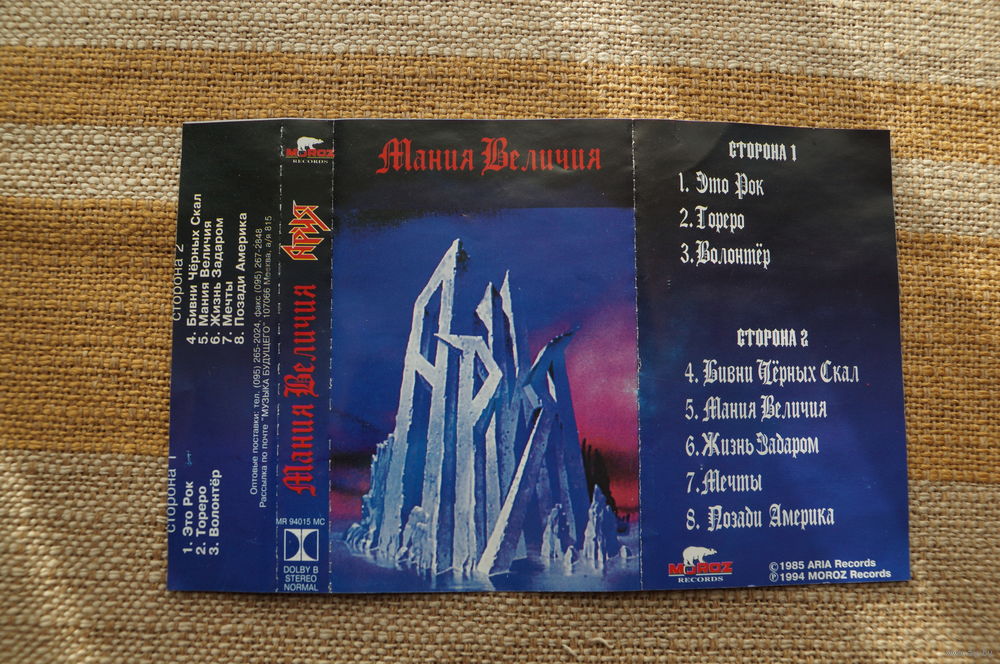 сторона 1
1. Это Рок
2. Тореро
3. Волонтёр
сторона 2
4. Бивни Чёрных Скал
5. Мания Величия
6. Жизнь Задаром
7. Мечты
8. Позади Америка
Оптовые поставки: тел. (095) 265-2024, факс (095) 267-2848
Рассылка по почте "МУЗЫКА БУДУЩЕГО" 107066 Москва, а/я 815
MOROZ
RECORDS
Ария
Мания Величия
MR 94015 MC
DOLBY B
STEREO
NORMAL
Мания Величия
Ария
СТОРОНА 1
1. Это Рок
2. Тореро
3. Волонтёр
СТОРОНА 2
4. Бивни Чёрных Скал
5. Мания Величия
6. Жизнь Задаром
7. Мечты
8. Позади Америка
MOROZ
RECORDS
©1985 ARIA Records
℗1994 MOROZ Records